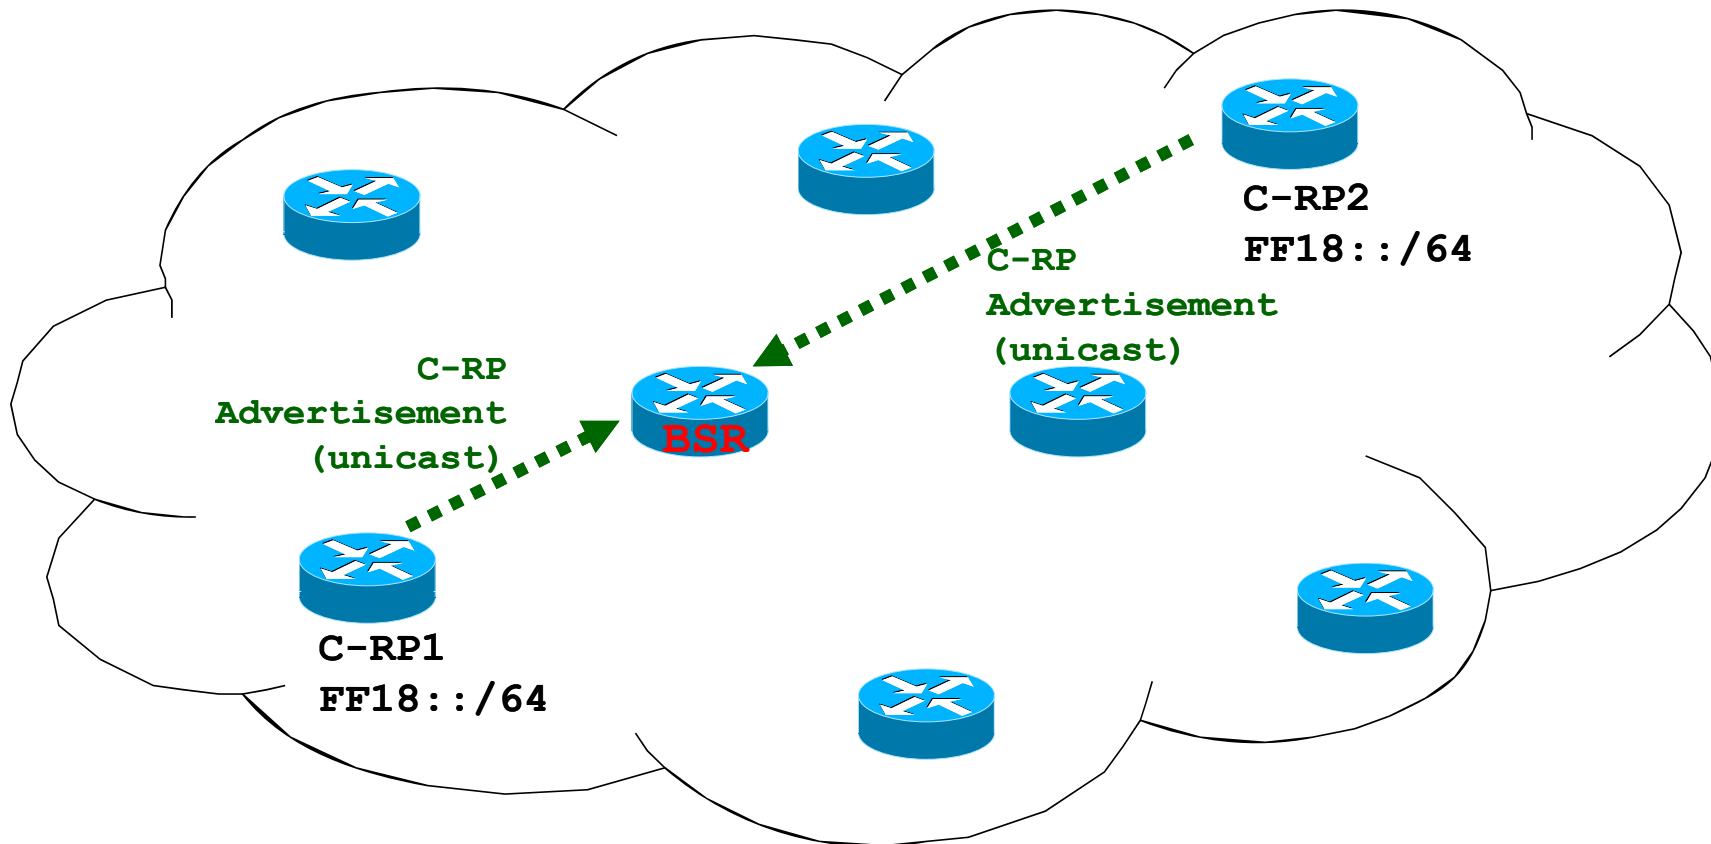 C-RP2
FF18::/64
C-RP
Advertisement
(unicast)
C-RP
Advertisement
(unicast)
BSR
C-RP1
FF18::/64